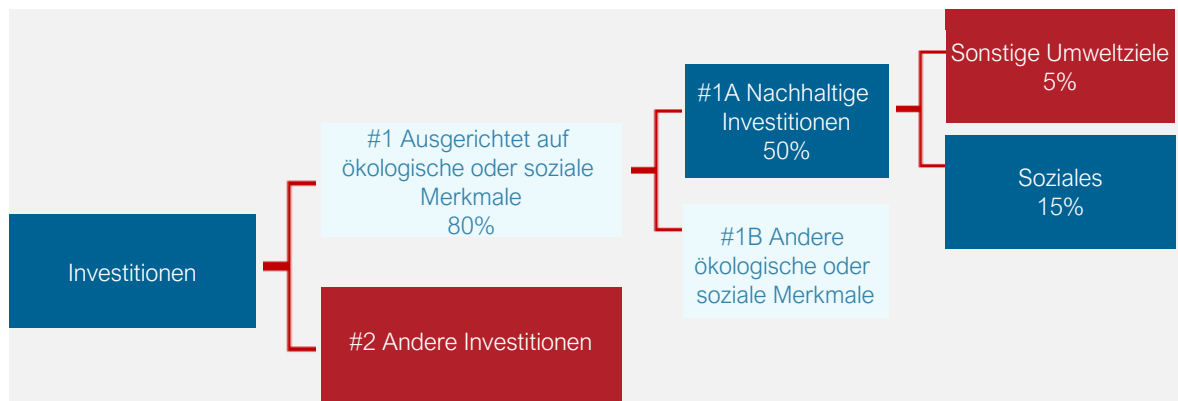 Investitionen
#1 Ausgerichtet auf
ökologische oder soziale
Merkmale
80%
#2 Andere Investitionen
#1A Nachhaltige
Investitionen
50%
#1B Andere
ökologische oder
soziale Merkmale
Sonstige Umweltziele
5%
Soziales
15%